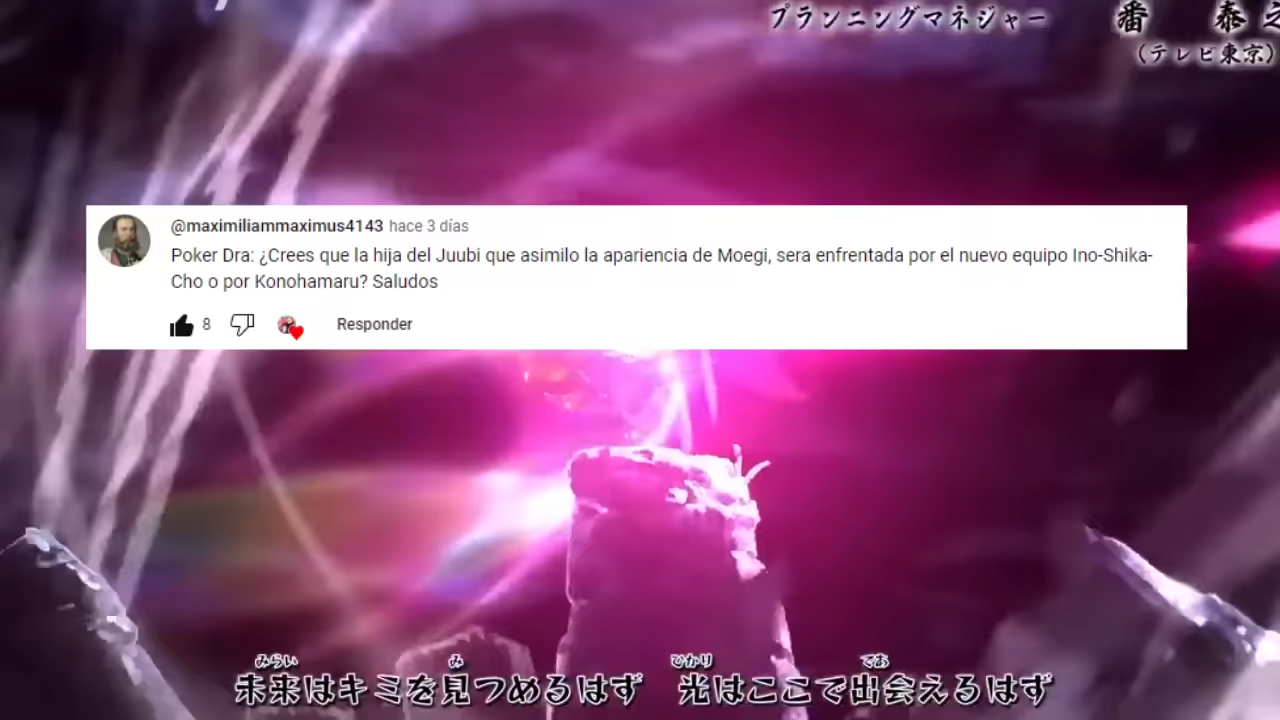 プランニングマネジャー 番 泰之
(テレビ東京)
@maximiliammaximus4143 hace 3 días
Poker Dra: ¿Crees que la hija del Juubi que asimilo la apariencia de Moegi, sera enfrentada por el nuevo equipo Ino-Shika-
Cho o por Konohamaru? Saludos
8 Responder
みらい み ひかり であ
未来はキミを見つめるはず 光はここで出会えるはず